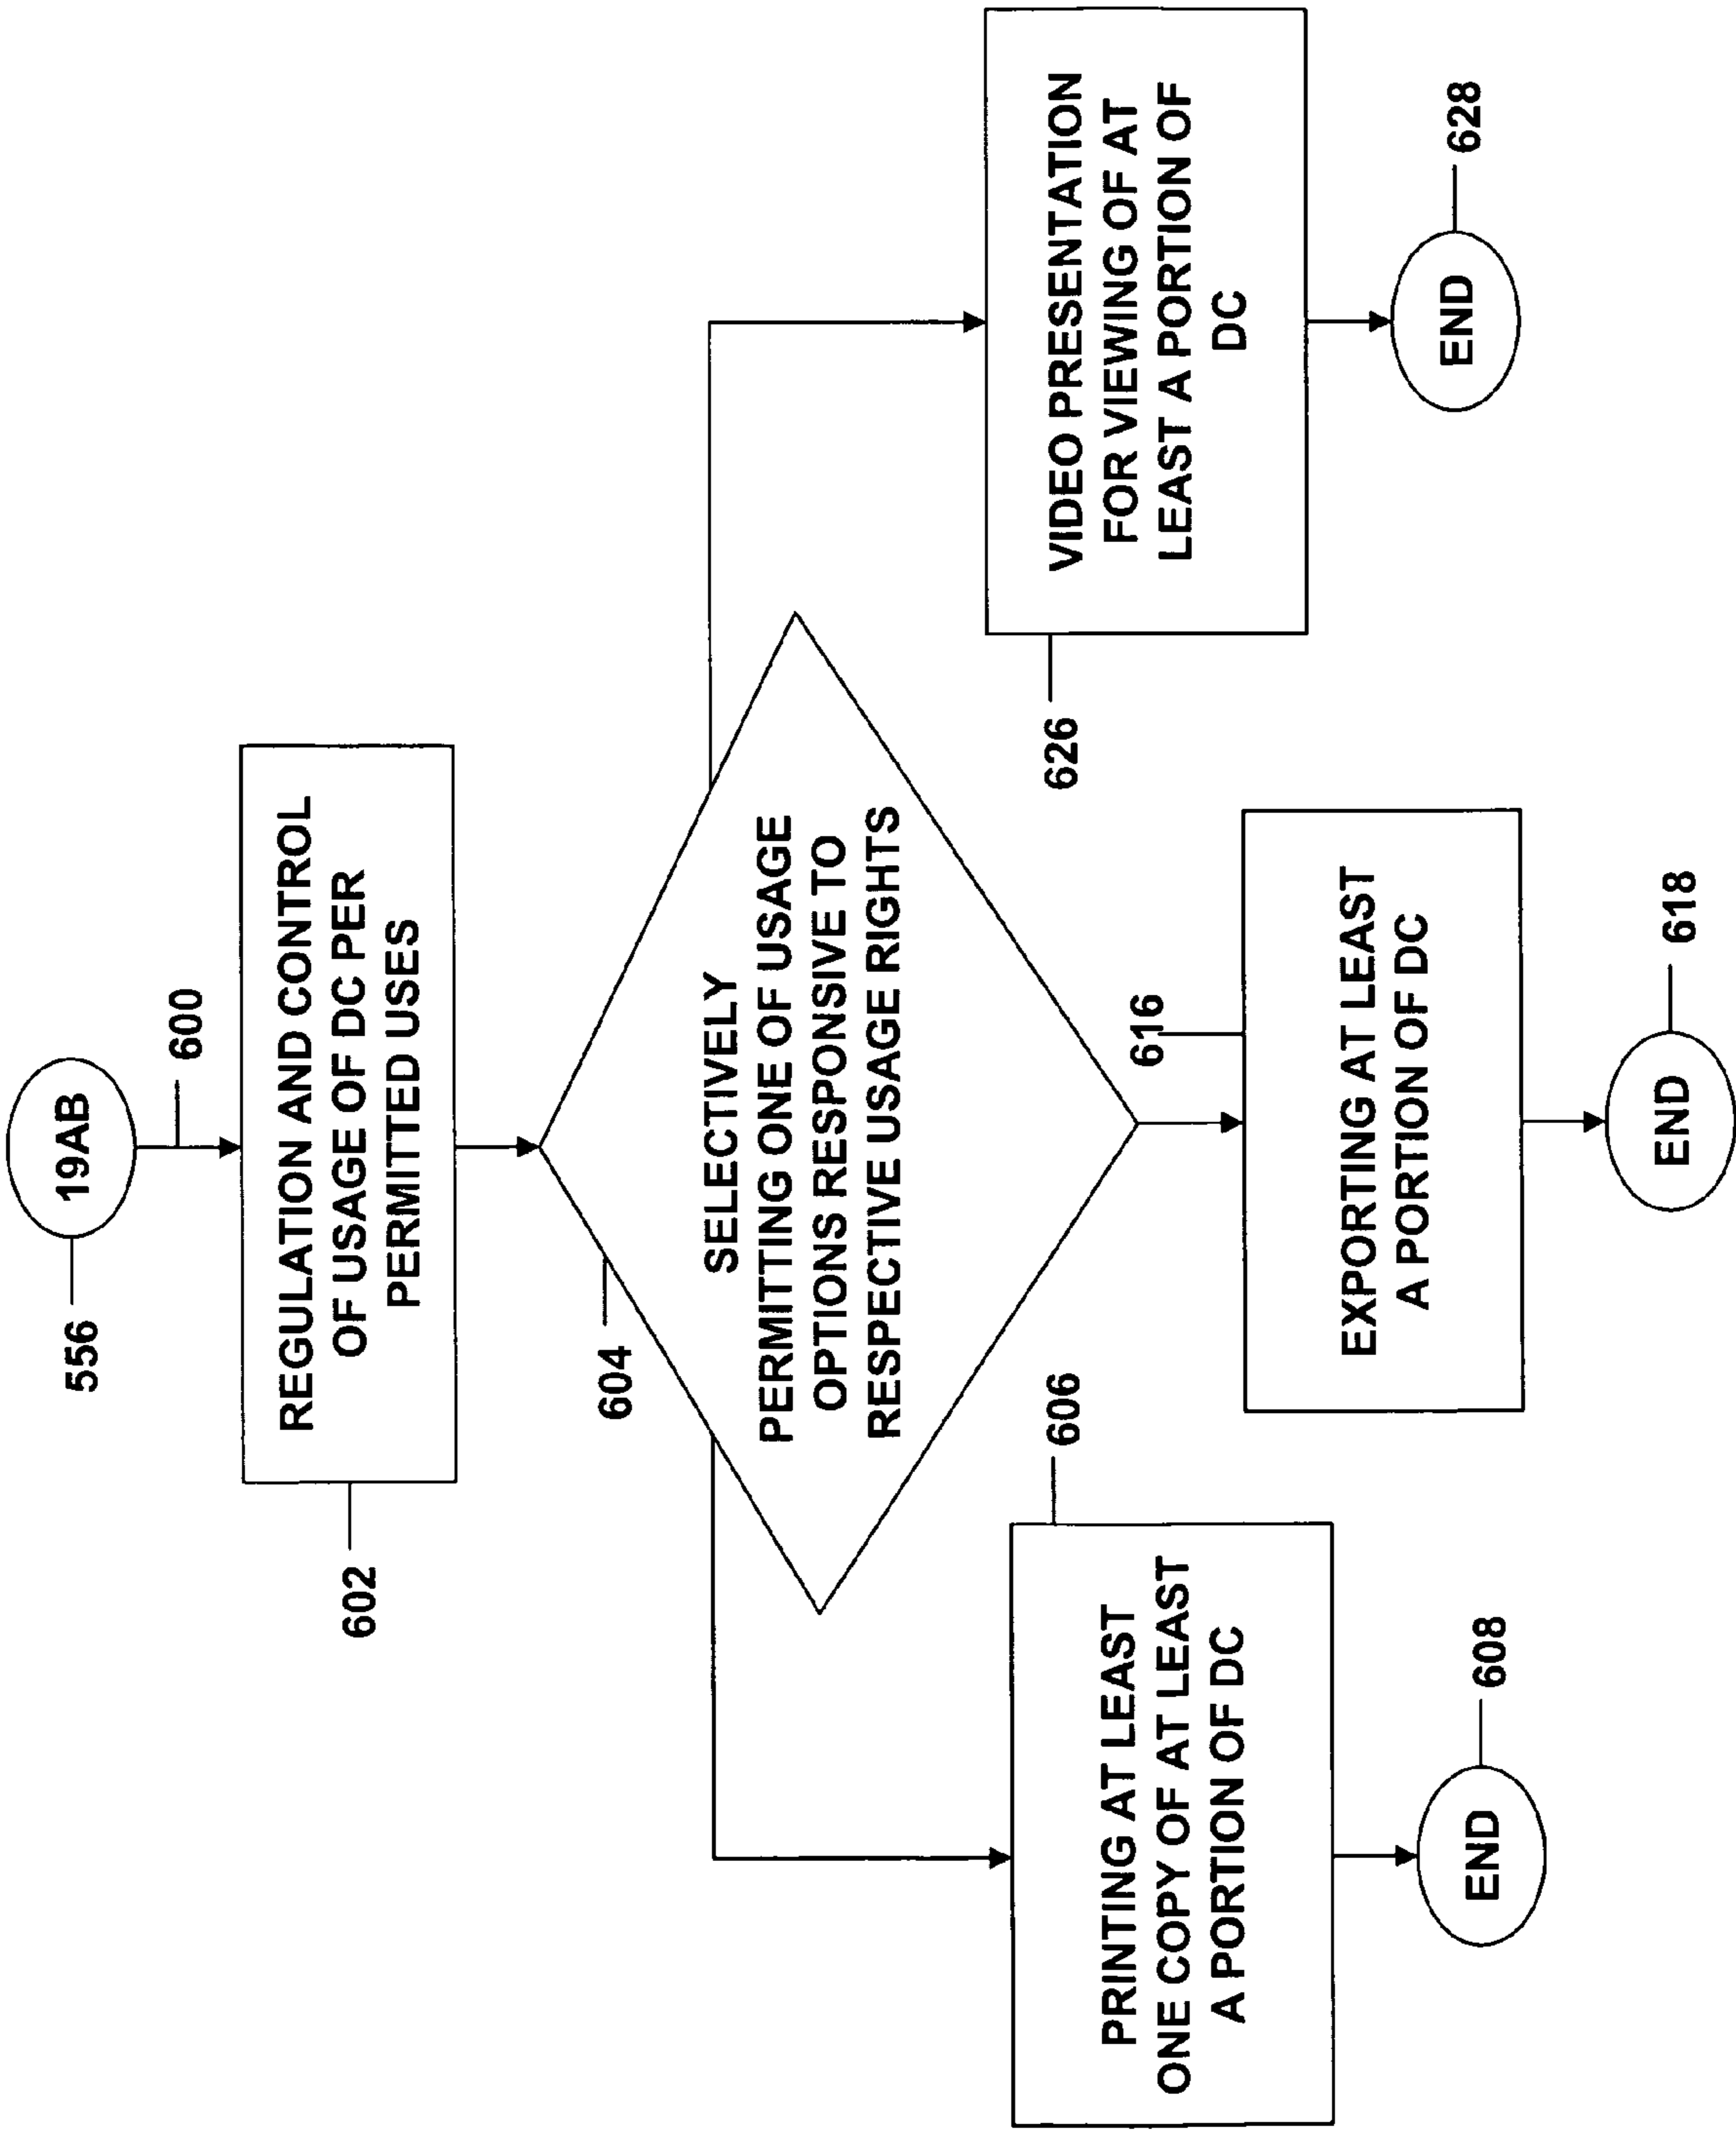 19AB
556
600
REGULATION AND CONTROL
OF USAGE OF DC PER
PERMITTED USES
602
604
SELECTIVELY
PERMITTING ONE OF USAGE
OPTIONS RESPONSIVE TO
RESPECTIVE USAGE RIGHTS
606
PRINTING AT LEAST
ONE COPY OF AT LEAST
A PORTION OF DC
END
608
616
EXPORTING AT LEAST
A PORTION OF DC
END
618
626
VIDEO PRESENTATION
FOR VIEWING OF AT
LEAST A PORTION OF
DC
END
628